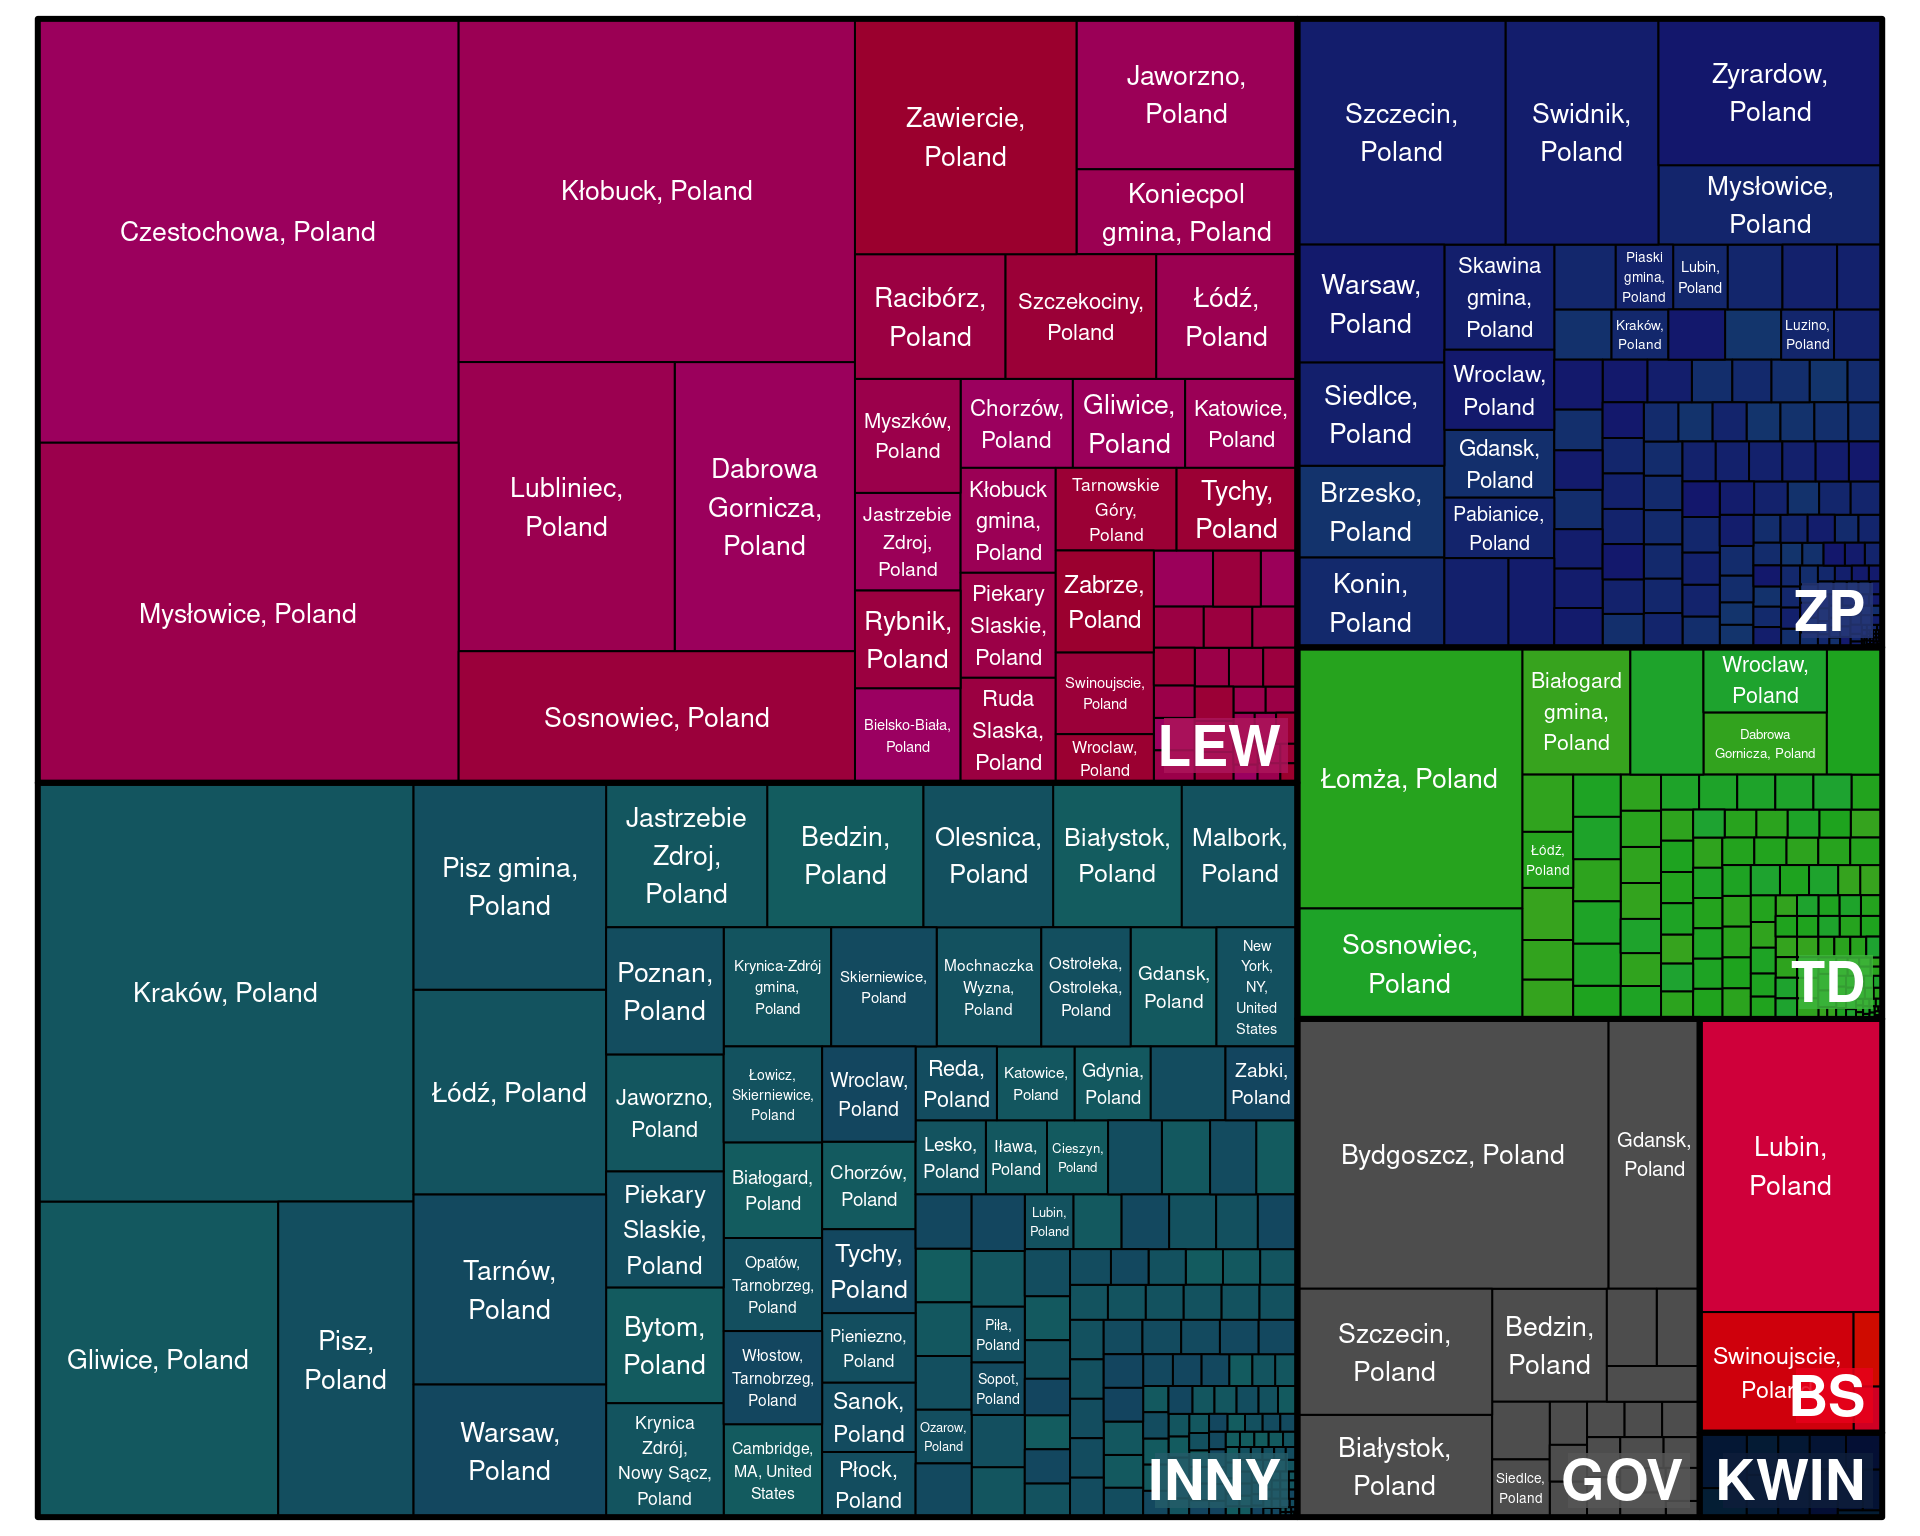 Czestochowa, Poland
Mysłowice, Poland
Kłobuck, Poland
Lubliniec,
Poland
Dabrowa
Gornicza,
Poland
Sosnowiec, Poland
Zawiercie,
Poland
Jaworzno,
Poland
Koniecpol
gmina, Poland
Racibórz,
Poland
Szczekociny,
Poland
Łódź,
Poland
Myszków,
Poland
Jastrzebie
Zdroj,
Poland
Rybnik,
Poland
Bielsko-Biała,
Poland
Chorzów,
Poland
Gliwice,
Poland
Katowice,
Poland
Kłobuck
gmina,
Poland
Piekary
Slaskie,
Poland
Ruda
Slaska,
Poland
Tarnowskie
Góry,
Poland
Tychy,
Poland
Zabrze,
Poland
Swinoujscie,
Poland
Wroclaw,
Poland
LEW
Szczecin,
Poland
Swidnik,
Poland
Zyrardow,
Poland
Mysłowice,
Poland
Warsaw,
Poland
Siedlce,
Poland
Brzesko,
Poland
Konin,
Poland
Skawina
gmina,
Poland
Wroclaw,
Poland
Gdansk,
Poland
Pabianice,
Poland
Piaski
gmina,
Poland
Lubin,
Poland
Kraków,
Poland
Luzino,
Poland
ZP
Łomża, Poland
Sosnowiec,
Poland
Białogard
gmina,
Poland
Wroclaw,
Poland
Dabrowa
Gornicza, Poland
Łódź,
Poland
TD
Kraków, Poland
Gliwice, Poland
Pisz,
Poland
Pisz gmina,
Poland
Łódź, Poland
Tarnów,
Poland
Warsaw,
Poland
Jastrzebie
Zdroj,
Poland
Bedzin,
Poland
Olesnica,
Poland
Białystok,
Poland
Malbork,
Poland
Poznan,
Poland
Jaworzno,
Poland
Piekary
Slaskie,
Poland
Bytom,
Poland
Krynica
Zdrój,
Nowy Sącz,
Poland
Krynica-Zdrój
gmina,
Poland
Skierniewice,
Poland
Mochnaczka
Wyzna,
Poland
Ostrołeka,
Ostroleka,
Poland
Gdansk,
Poland
New
York,
NY,
United
States
Łowicz,
Skierniewice,
Poland
Białogard,
Poland
Opatów,
Tarnobrzeg,
Poland
Włostow,
Tarnobrzeg,
Poland
Cambridge,
MA, United
States
Wroclaw,
Poland
Chorzów,
Poland
Tychy,
Poland
Pieniezno,
Poland
Sanok,
Poland
Płock,
Poland
Reda,
Poland
Katowice,
Poland
Gdynia,
Poland
Zabki,
Poland
Lesko,
Poland
Iława,
Poland
Cieszyn,
Poland
Lubin,
Poland
Piła,
Poland
Sopot,
Poland
Ozarow,
Poland
INNY
Bydgoszcz, Poland
Gdansk,
Poland
Szczecin,
Poland
Białystok,
Poland
Bedzin,
Poland
Siedlce,
Poland
GOV
Lubin,
Poland
Swinoujscie,
Poland
BS
KWIN